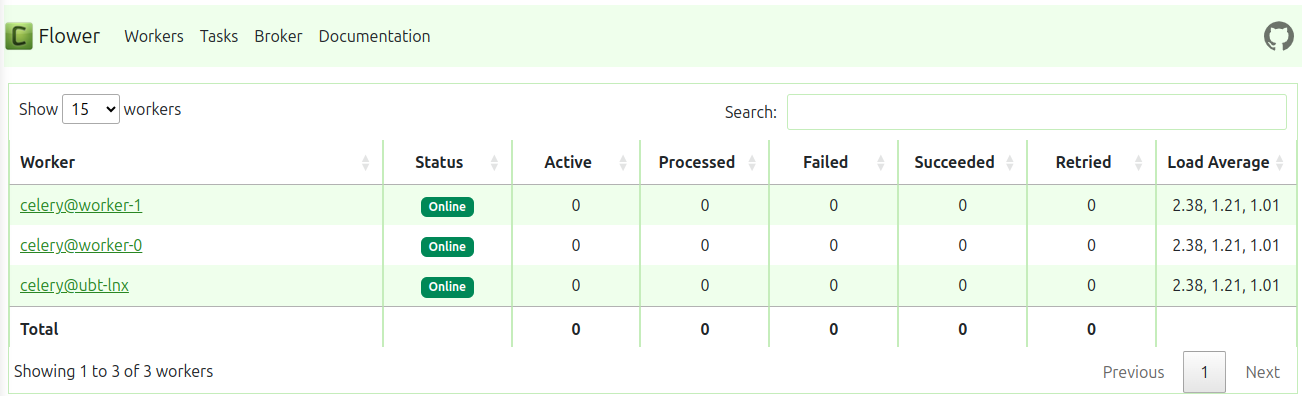 C Flower Workers Tasks Broker Documentation
Show 15 workers Search:
Worker Status Active Processed Failed Succeeded Retried Load Average
celery@worker-1 Online 0 0 0 0 0 2.38, 1.21, 1.01
celery@worker-0 Online 0 0 0 0 0 2.38, 1.21, 1.01
celery@ubt-lnx Online 0 0 0 0 0 2.38, 1.21, 1.01
Total 0 0 0 0 0
Showing 1 to 3 of 3 workers Previous 1 Next